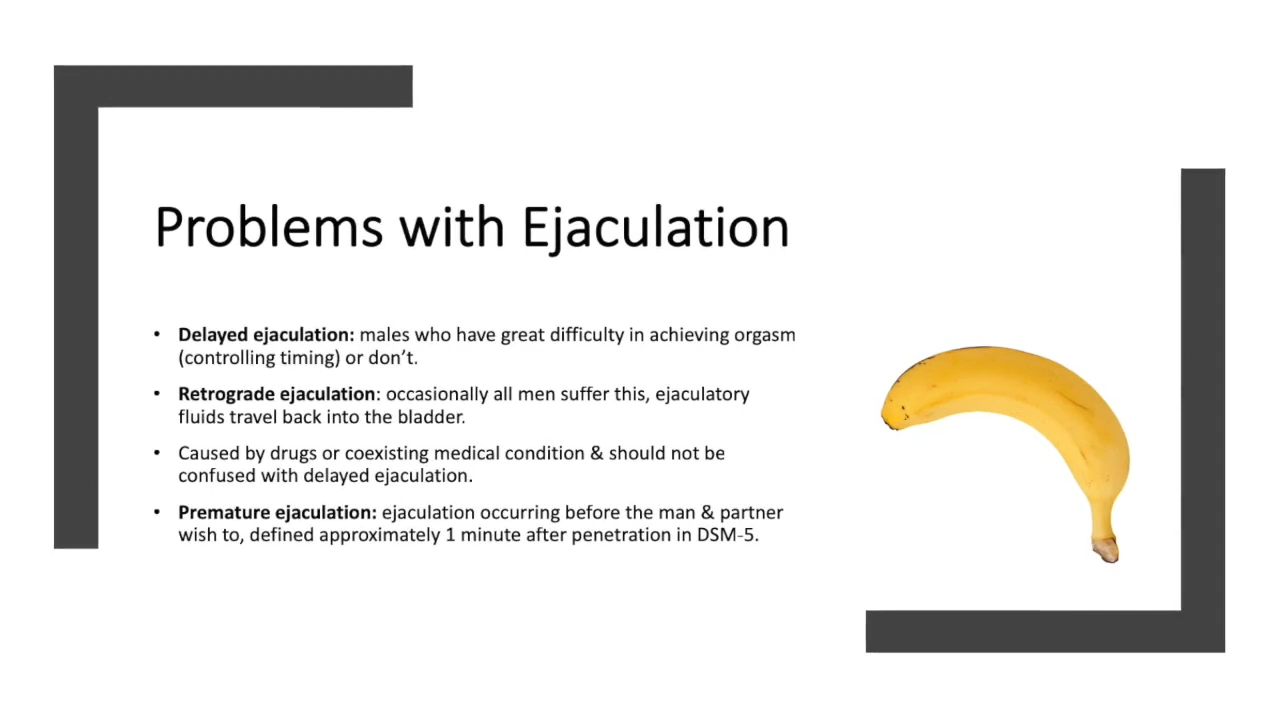 Problems with Ejaculation
• Delayed ejaculation: males who have great difficulty in achieving orgasm
(controlling timing) or don’t.
• Retrograde ejaculation: occasionally all men suffer this, ejaculatory
fluids travel back into the bladder.
• Caused by drugs or coexisting medical condition & should not be
confused with delayed ejaculation.
• Premature ejaculation: ejaculation occurring before the man & partner
wish to, defined approximately 1 minute after penetration in DSM-5.